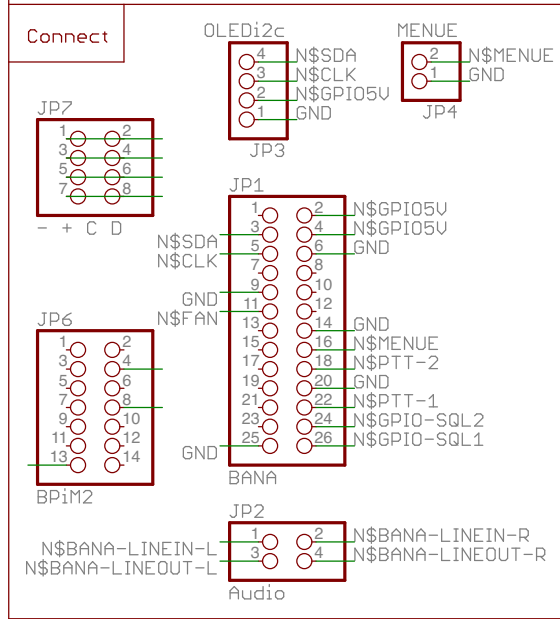 Connect
OLEDi2c
4 N$SDA
3 N$CLK
2 N$GPIO5V
1 GND
JP3
MENUE
2 N$MENUE
1 GND
JP4
JP7
1 2
3 4
5 6
7 8
- + C D
JP1
1 2 N$GPIO5V
N$SDA 3 4 N$GPIO5V
N$CLK 5 6 GND
7 8
GND 9 10
N$FAN 11 12
13 14 GND
15 16 N$MENUE
17 18 N$PTT-2
19 20 GND
21 22 N$PTT-1
23 24 N$GPIO-SQL2
GND 25 26 N$GPIO-SQL1
BANA
JP6
1 2
3 4
5 6
7 8
9 10
11 12
13 14
BPiM2
JP2
N$BANA-LINEIN-L 1 2 N$BANA-LINEIN-R
N$BANA-LINEOUT-L 3 4 N$BANA-LINEOUT-R
Audio